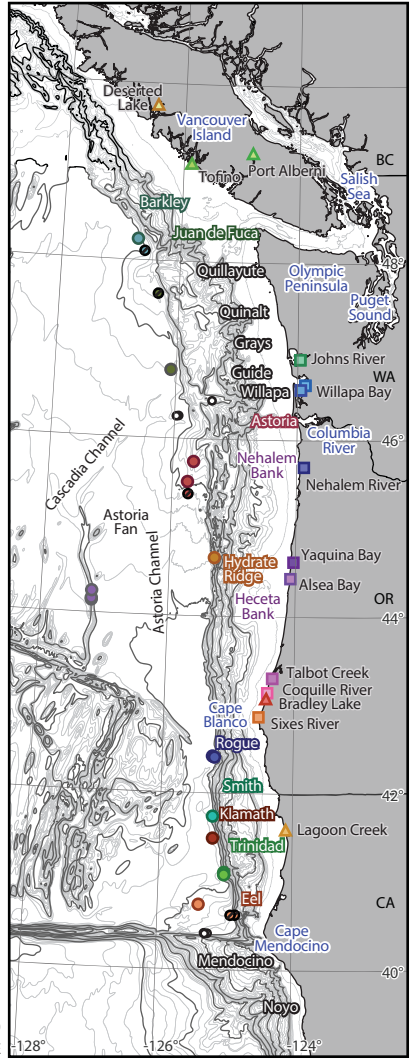 Deserted
Lake
Vancouver
Island
BC
Tofino
Port Alberni
Salish
Sea
Barkley
Juan de Fuca
48°
Quillayute
Olympic
Peninsula
Puget
Sound
Quinalt
Grays
Johns River
Guide
WA
Willapa
Willapa Bay
Astoria
Columbia
River
46°
Cascadia Channel
Nehalem
Bank
Nehalem River
Astoria
Fan
Astoria Channel
Yaquina Bay
Hydrate
Ridge
Alsea Bay
Heceta
Bank
OR
44°
Talbot Creek
Coquille River
Bradley Lake
Cape
Blanco
Sixes River
Rogue
Smith
42°
Klamath
Lagoon Creek
Trinidad
Eel
CA
Cape
Mendocino
Mendocino
40°
Noyo
-128°
-126°
-124°